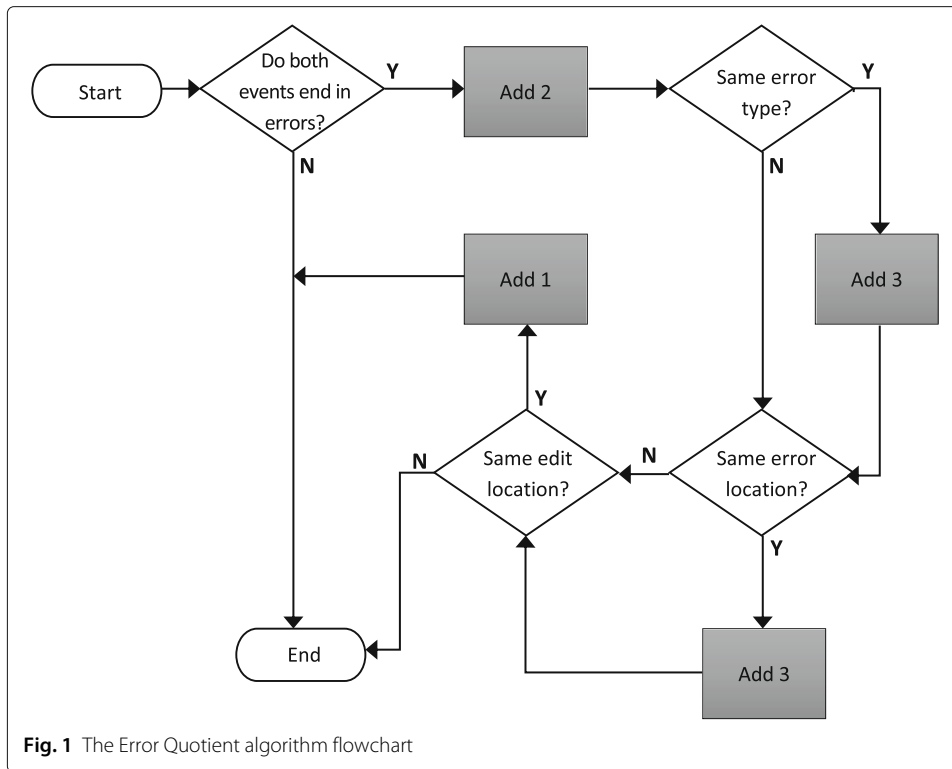 Start
Do both
events end in
errors?
Y
N
Add 2
Same error
type?
Y
N
Add 3
Add 1
Y
Same edit
location?
N
N
Same error
location?
Y
Add 3
End
Fig. 1 The Error Quotient algorithm flowchart